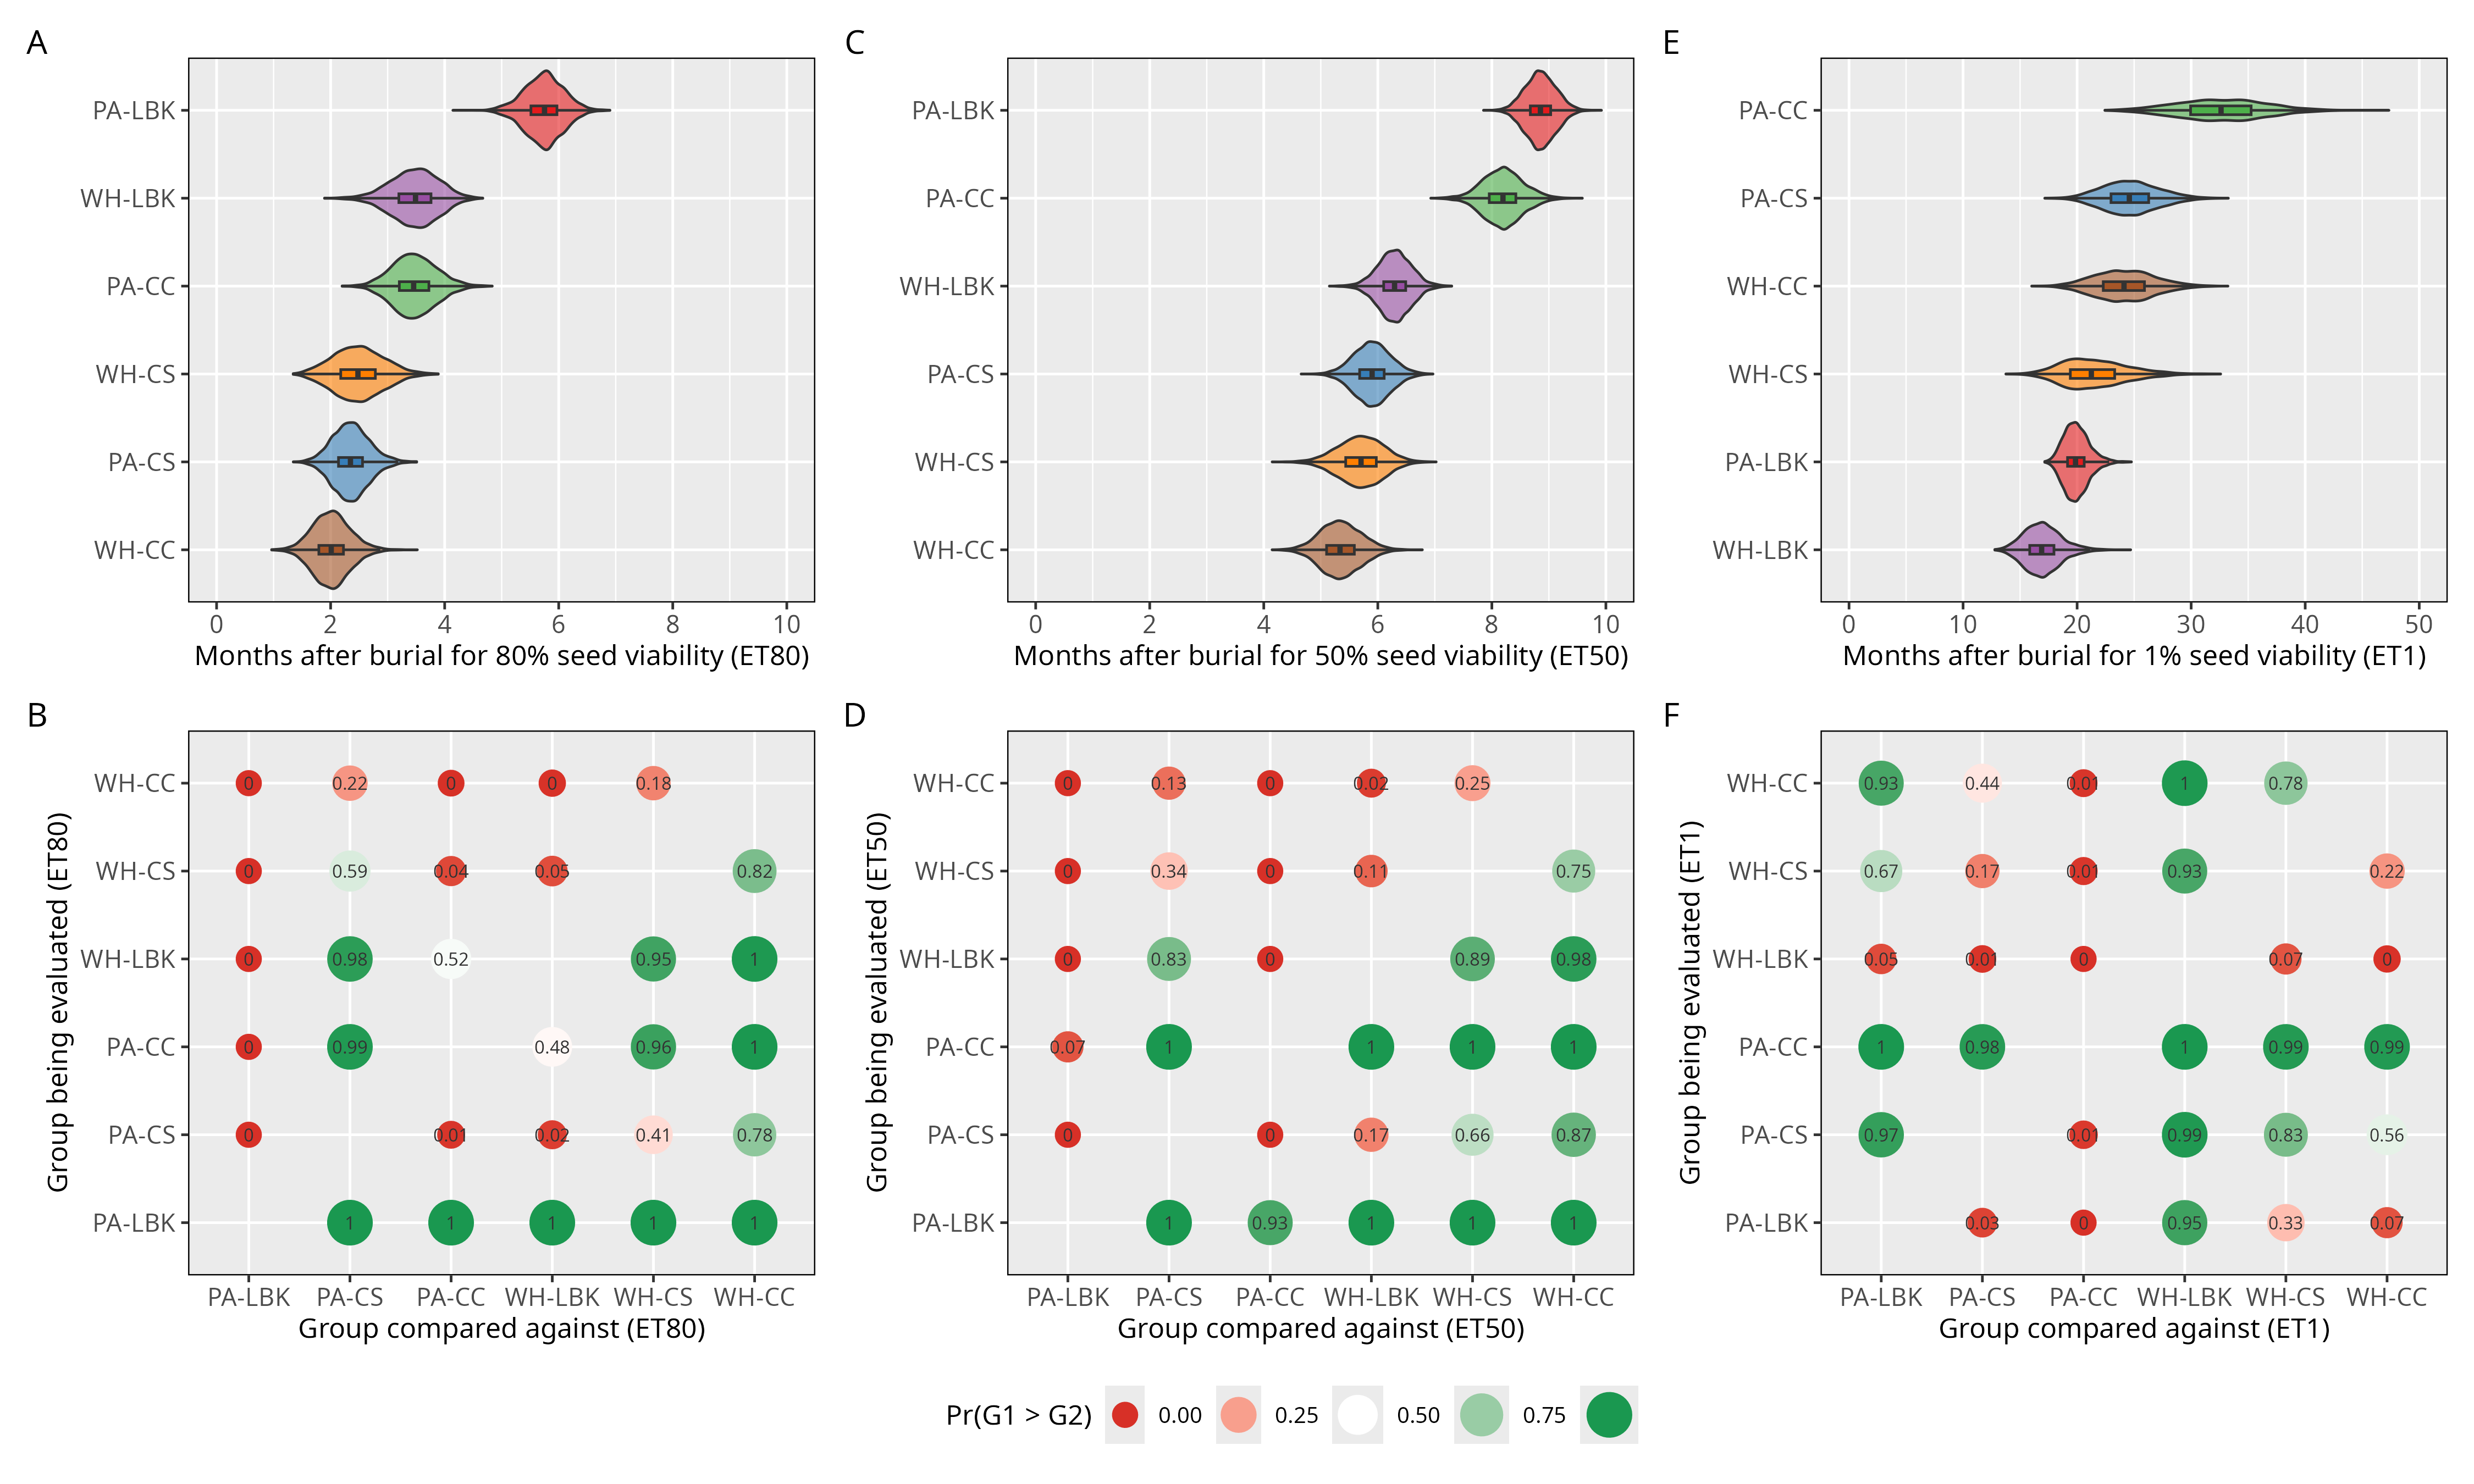 A
PA-LBK
WH-LBK
PA-CC
WH-CS
PA-CS
WH-CC
0 2 4 6 8 10
Months after burial for 80% seed viability (ET80)
C
PA-LBK
PA-CC
WH-LBK
PA-CS
WH-CS
WH-CC
0 2 4 6 8 10
Months after burial for 50% seed viability (ET50)
E
PA-CC
PA-CS
WH-CC
WH-CS
PA-LBK
WH-LBK
0 10 20 30 40 50
Months after burial for 1% seed viability (ET1)
B
Group being evaluated (ET80)
WH-CC 0 0.22 0 0 0.18
WH-CS 0 0.59 0.04 0.05 0.82
WH-LBK 0 0.98 0.52 0.95 1
PA-CC 0 0.99 0.48 0.96 1
PA-CS 0 0.01 0.02 0.41 0.78
PA-LBK 1 1 1 1 1
PA-LBK PA-CS PA-CC WH-LBK WH-CS WH-CC
Group compared against (ET80)
D
Group being evaluated (ET50)
WH-CC 0 0.13 0 0.02 0.25
WH-CS 0 0.34 0 0.11 0.75
WH-LBK 0 0.83 0 0.89 0.98
PA-CC 0.07 1 1 1 1
PA-CS 0 0 0.17 0.66 0.87
PA-LBK 1 0.93 1 1 1
PA-LBK PA-CS PA-CC WH-LBK WH-CS WH-CC
Group compared against (ET50)
F
Group being evaluated (ET1)
WH-CC 0.93 0.44 0.01 1 0.78
WH-CS 0.67 0.17 0.01 0.93 0.22
WH-LBK 0.05 0.01 0 0.07 0
PA-CC 1 0.98 1 0.99 0.99
PA-CS 0.97 0.01 0.99 0.83 0.56
PA-LBK 0.03 0 0.95 0.33 0.07
PA-LBK PA-CS PA-CC WH-LBK WH-CS WH-CC
Group compared against (ET1)
Pr(G1 > G2) 0.00 0.25 0.50 0.75